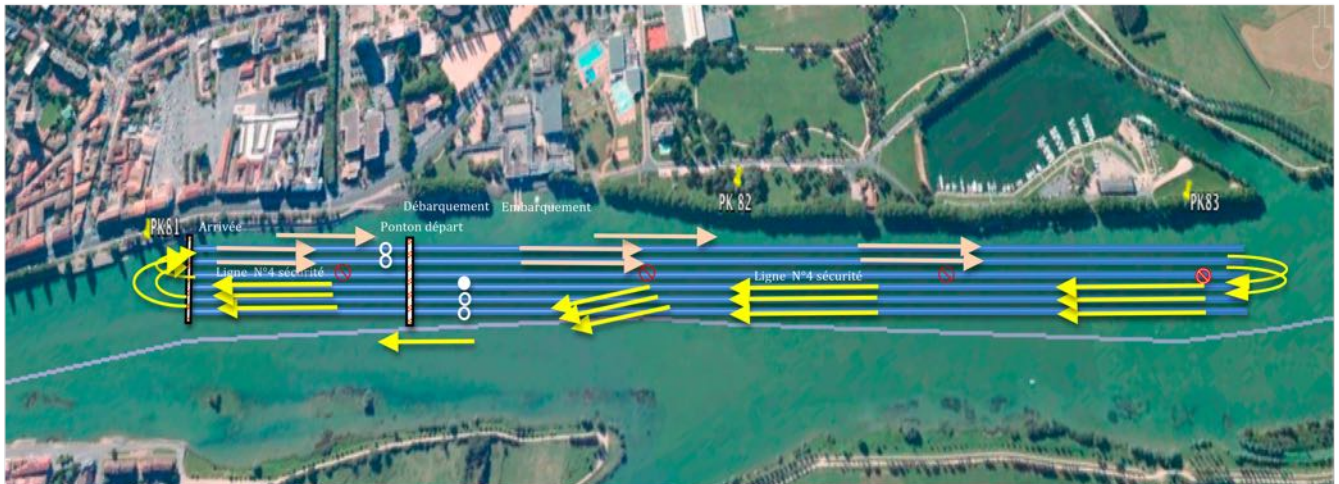 PK 82
PK83
Débarquement
Embarquement
PK81
Arrivée
Ponton départ
Ligne N°4 sécurité
Ligne N°4 sécurité